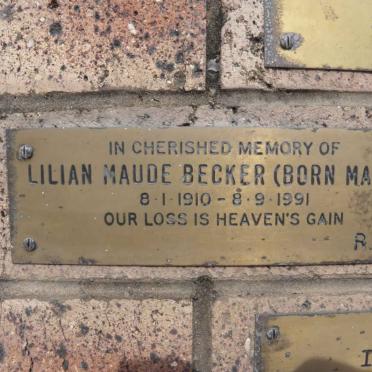 IN CHERISHED MEMORY OF
LILIAN MAUDE BECKER (BORN MA
8·1·1910 – 8·9·1991
OUR LOSS IS HEAVEN'S GAIN
R